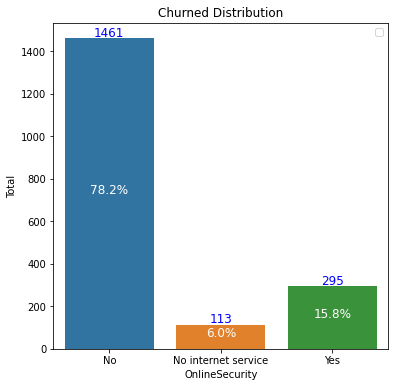 Churned Distribution
1461
1400
1200
1000
800
600
400
200
0
Total
78.2%
113
6.0%
295
15.8%
No
No internet service
Yes
OnlineSecurity